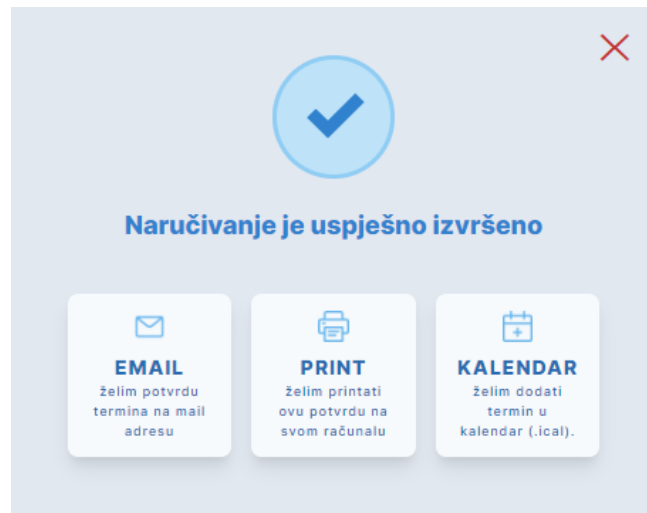 Naručivanje je uspješno izvršeno
EMAIL
želim potvrdu
termina na mail
adresu
PRINT
želim printati
ovu potvrdu na
svom računalu
KALENDAR
želim dodati
termin u
kalendar (.ical).